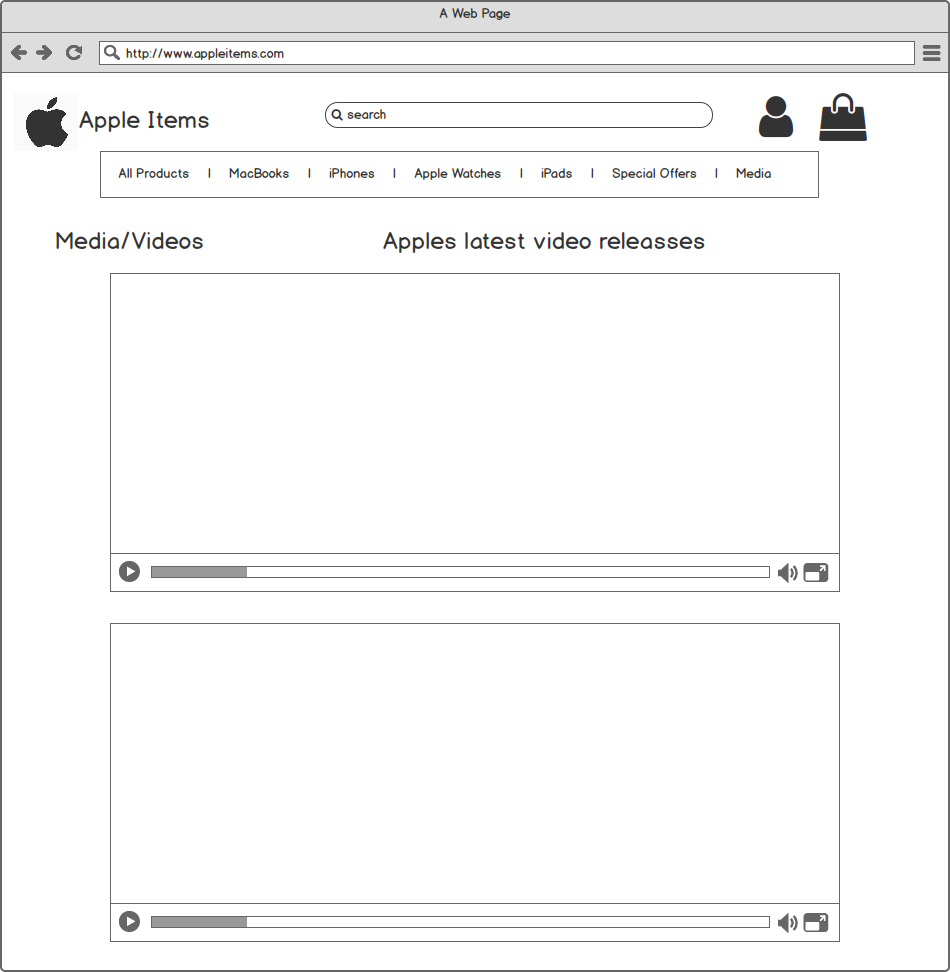 A Web Page
http://www.appleitems.com
Apple Items
search
All Products | MacBooks | iPhones | Apple Watches | iPads | Special Offers | Media
Media/Videos
Apples latest video releasses